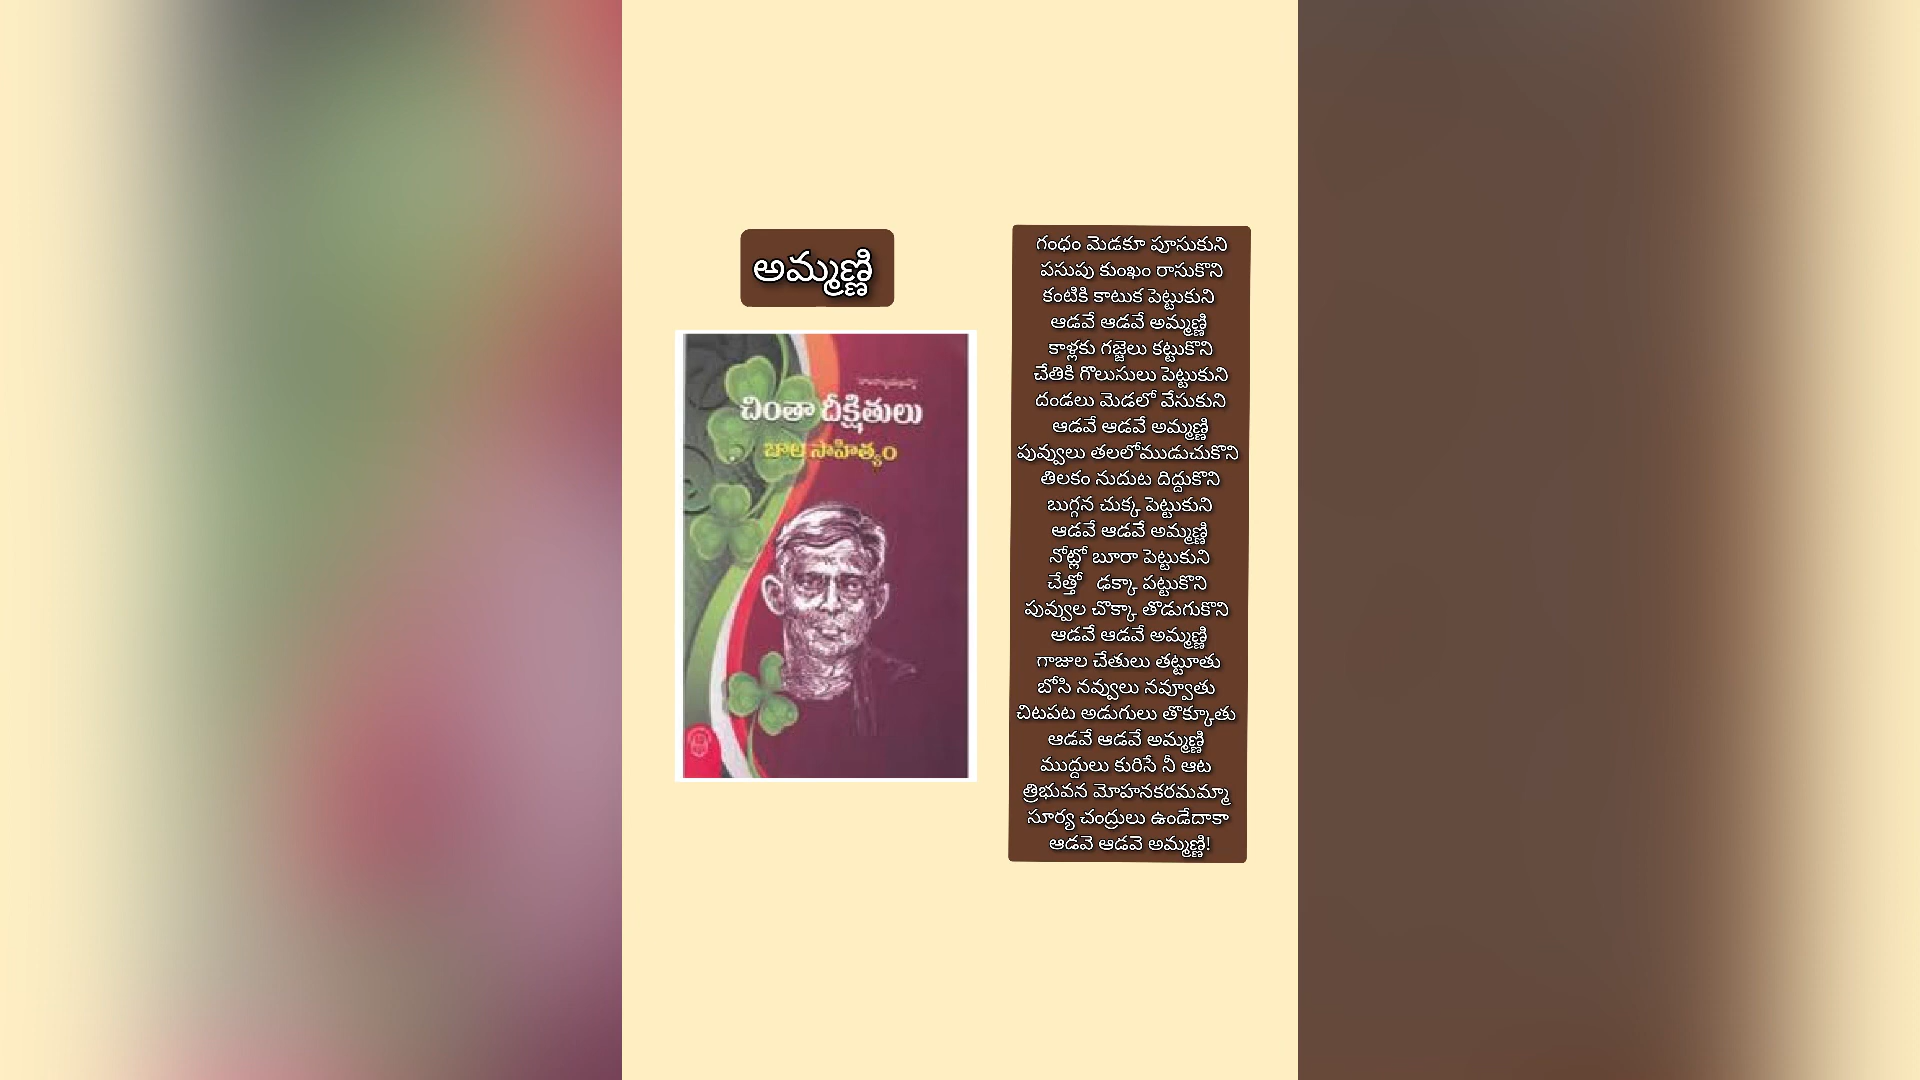 అమ్మణ్ణి
చింతా దీక్షితులు
బాల సాహిత్యం
గంధం మెడకూ పూసుకుని
పసుపు కుంఖం రాసుకొని
కంటికి కాటుక పెట్టుకుని
ఆడవే ఆడవే అమ్మణ్ణి
కాళ్లకు గజ్జెలు కట్టుకొని
చేతికి గొలుసులు పెట్టుకుని
దండలు మెడలో వేసుకుని
ఆడవే ఆడవే అమ్మణ్ణి
పువ్వులు తలలోముడుచుకొని
తిలకం నుదుట దిద్దుకొని
బుగ్గన చుక్క పెట్టుకుని
ఆడవే ఆడవే అమ్మణ్ణి
నోట్లో బూరా పెట్టుకుని
చేత్తో ఢక్కా పట్టుకొని
పువ్వుల చొక్కా తొడుగుకొని
ఆడవే ఆడవే అమ్మణ్ణి
గాజుల చేతులు తట్టూతు
బోసి నవ్వులు నవ్వూతు
చిటపట అడుగులు తొక్కూతు
ఆడవే ఆడవే అమ్మణ్ణి
ముద్దులు కురిసే నీ ఆట
త్రిభువన మోహనకరమమ్మా
సూర్య చంద్రులు ఉండేదాకా
ఆడవె ఆడవె అమ్మణ్ణి!